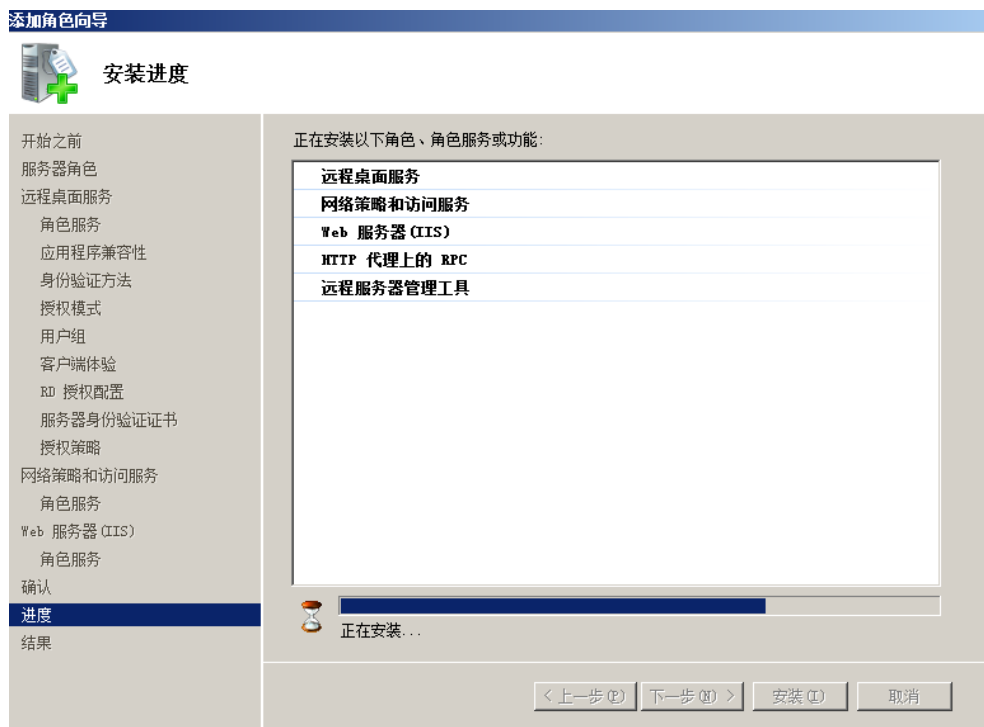 添加角色向导
安装进度
开始之前
服务器角色
远程桌面服务
角色服务
应用程序兼容性
身份验证方法
授权模式
用户组
客户端体验
RD 授权配置
服务器身份验证证书
授权策略
网络策略和访问服务
角色服务
Web 服务器(IIS)
角色服务
确认
进度
结果
正在安装以下角色、角色服务或功能:
远程桌面服务
网络策略和访问服务
Web 服务器(IIS)
HTTP 代理上的 RPC
远程服务器管理工具
正在安装...
< 上一步(P) 下一步(N) > 安装(I) 取消